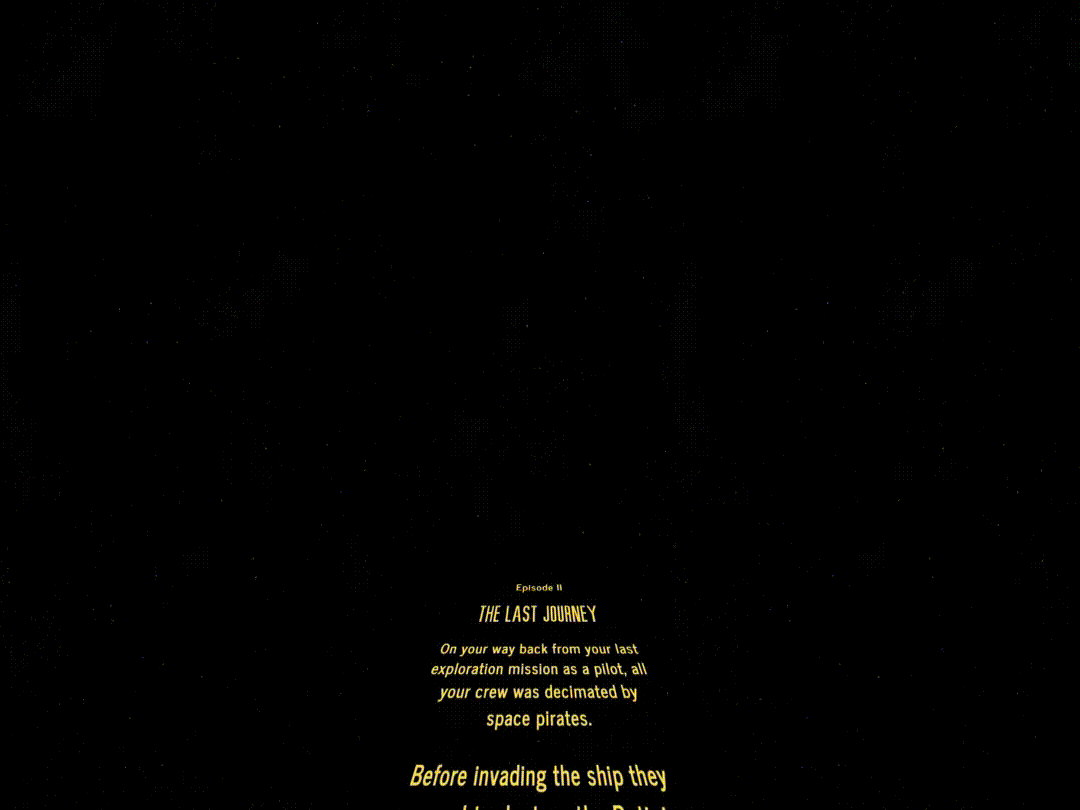 Episode II
THE LAST JOURNEY
On your way back from your last
exploration mission as a pilot, all
your crew was decimated by
space pirates.
Before invading the ship they